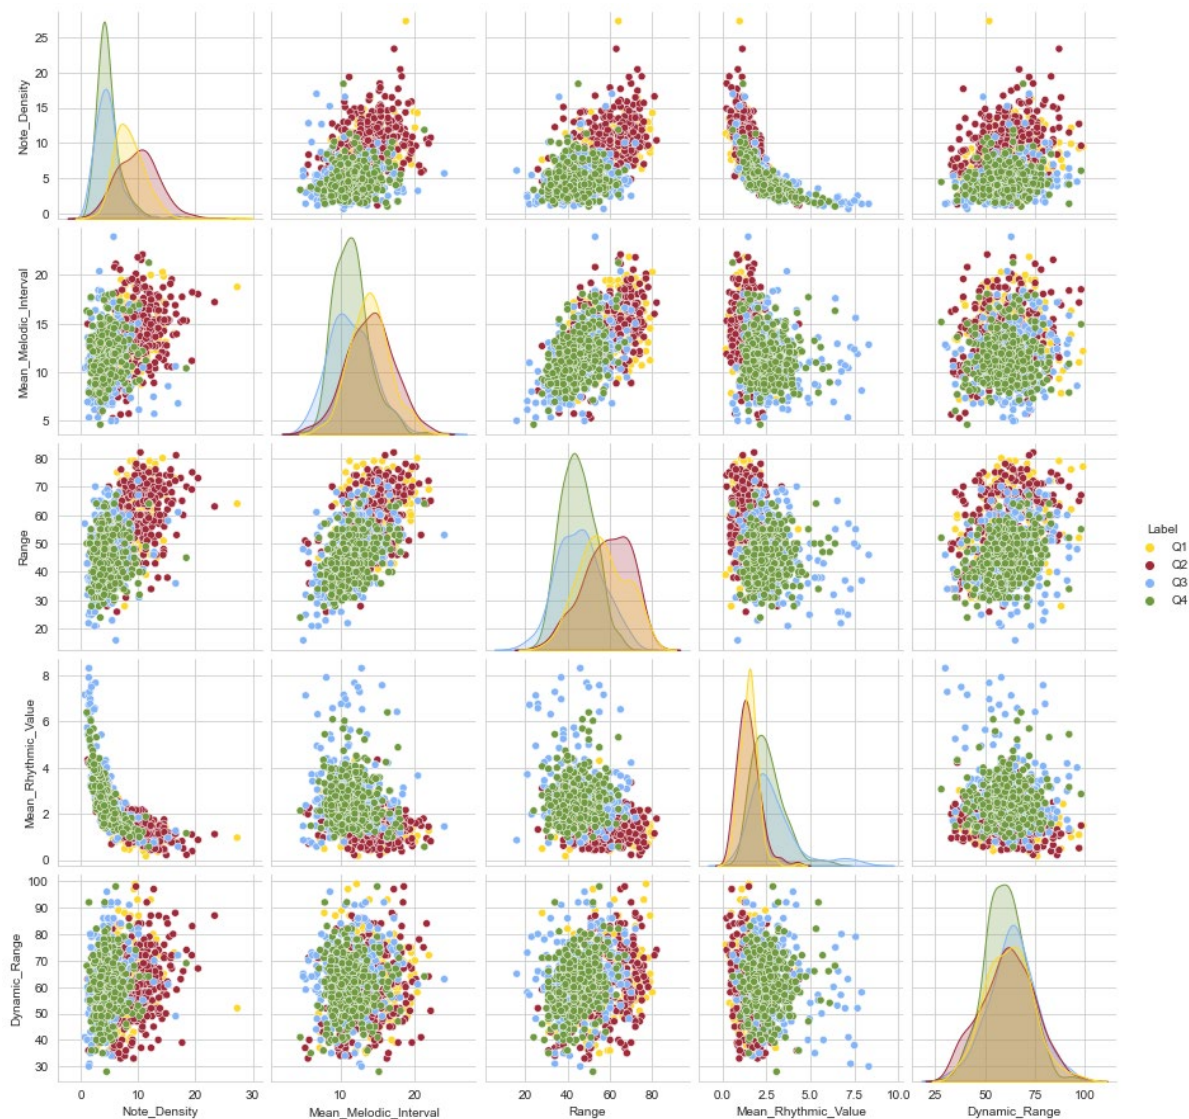 Note_Density
25
20
15
10
5
0
Mean_Melodic_Interval
20
15
10
5
Range
80
70
60
50
40
30
20
Label
Q1
Q2
Q3
Q4
Mean_Rhythmic_Value
8
6
4
2
0
Dynamic_Range
100
90
80
70
60
50
40
30
0 10 20 30 10 20 20 40 60 80 0.0 2.5 5.0 7.5 10.0 25 50 75 100
Note_Density Mean_Melodic_Interval Range Mean_Rhythmic_Value Dynamic_Range